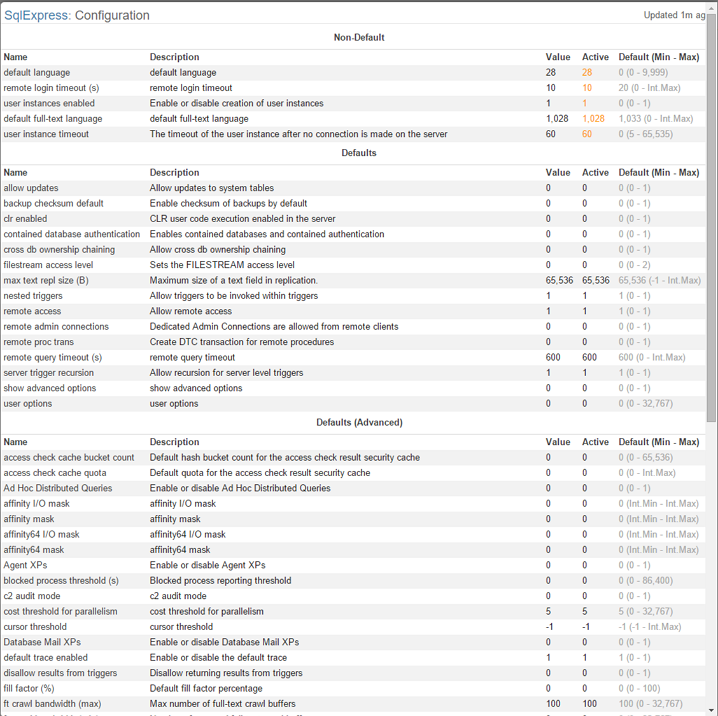 SqlExpress: Configuration Updated 1m ag
Non-Default
Name Description Value Active Default (Min - Max)
default language default language 28 28 0 (0 - 9,999)
remote login timeout (s) remote login timeout 10 10 20 (0 - Int.Max)
user instances enabled Enable or disable creation of user instances 1 1 0 (0 - 1)
default full-text language default full-text language 1,028 1,028 1,033 (0 - Int.Max)
user instance timeout The timeout of the user instance after no connection is made on the server 60 60 0 (5 - 65,535)
Defaults
Name Description Value Active Default (Min - Max)
allow updates Allow updates to system tables 0 0 0 (0 - 1)
backup checksum default Enable checksum of backups by default 0 0 0 (0 - 1)
clr enabled CLR user code execution enabled in the server 0 0 0 (0 - 1)
contained database authentication Enables contained databases and contained authentication 0 0 0 (0 - 1)
cross db ownership chaining Allow cross db ownership chaining 0 0 0 (0 - 1)
filestream access level Sets the FILESTREAM access level 0 0 0 (0 - 2)
max text repl size (B) Maximum size of a text field in replication. 65,536 65,536 65,536 (-1 - Int.Max)
nested triggers Allow triggers to be invoked within triggers 1 1 1 (0 - 1)
remote access Allow remote access 1 1 1 (0 - 1)
remote admin connections Dedicated Admin Connections are allowed from remote clients 0 0 0 (0 - 1)
remote proc trans Create DTC transaction for remote procedures 0 0 0 (0 - 1)
remote query timeout (s) remote query timeout 600 600 600 (0 - Int.Max)
server trigger recursion Allow recursion for server level triggers 1 1 1 (0 - 1)
show advanced options show advanced options 0 0 0 (0 - 1)
user options user options 0 0 0 (0 - 32,767)
Defaults (Advanced)
Name Description Value Active Default (Min - Max)
access check cache bucket count Default hash bucket count for the access check result security cache 0 0 0 (0 - 65,536)
access check cache quota Default quota for the access check result security cache 0 0 0 (0 - Int.Max)
Ad Hoc Distributed Queries Enable or disable Ad Hoc Distributed Queries 0 0 0 (0 - 1)
affinity I/O mask affinity I/O mask 0 0 0 (Int.Min - Int.Max)
affinity mask affinity mask 0 0 0 (Int.Min - Int.Max)
affinity64 I/O mask affinity64 I/O mask 0 0 0 (Int.Min - Int.Max)
affinity64 mask affinity64 mask 0 0 0 (Int.Min - Int.Max)
Agent XPs Enable or disable Agent XPs 0 0 0 (0 - 1)
blocked process threshold (s) Blocked process reporting threshold 0 0 0 (0 - 86,400)
c2 audit mode c2 audit mode 0 0 0 (0 - 1)
cost threshold for parallelism cost threshold for parallelism 5 5 5 (0 - 32,767)
cursor threshold cursor threshold -1 -1 -1 (-1 - Int.Max)
Database Mail XPs Enable or disable Database Mail XPs 0 0 0 (0 - 1)
default trace enabled Enable or disable the default trace 1 1 1 (0 - 1)
disallow results from triggers Disallow returning results from triggers 0 0 0 (0 - 1)
fill factor (%) Default fill factor percentage 0 0 0 (0 - 100)
ft crawl bandwidth (max) Max number of full-text crawl buffers 100 100 100 (0 - 32,767)